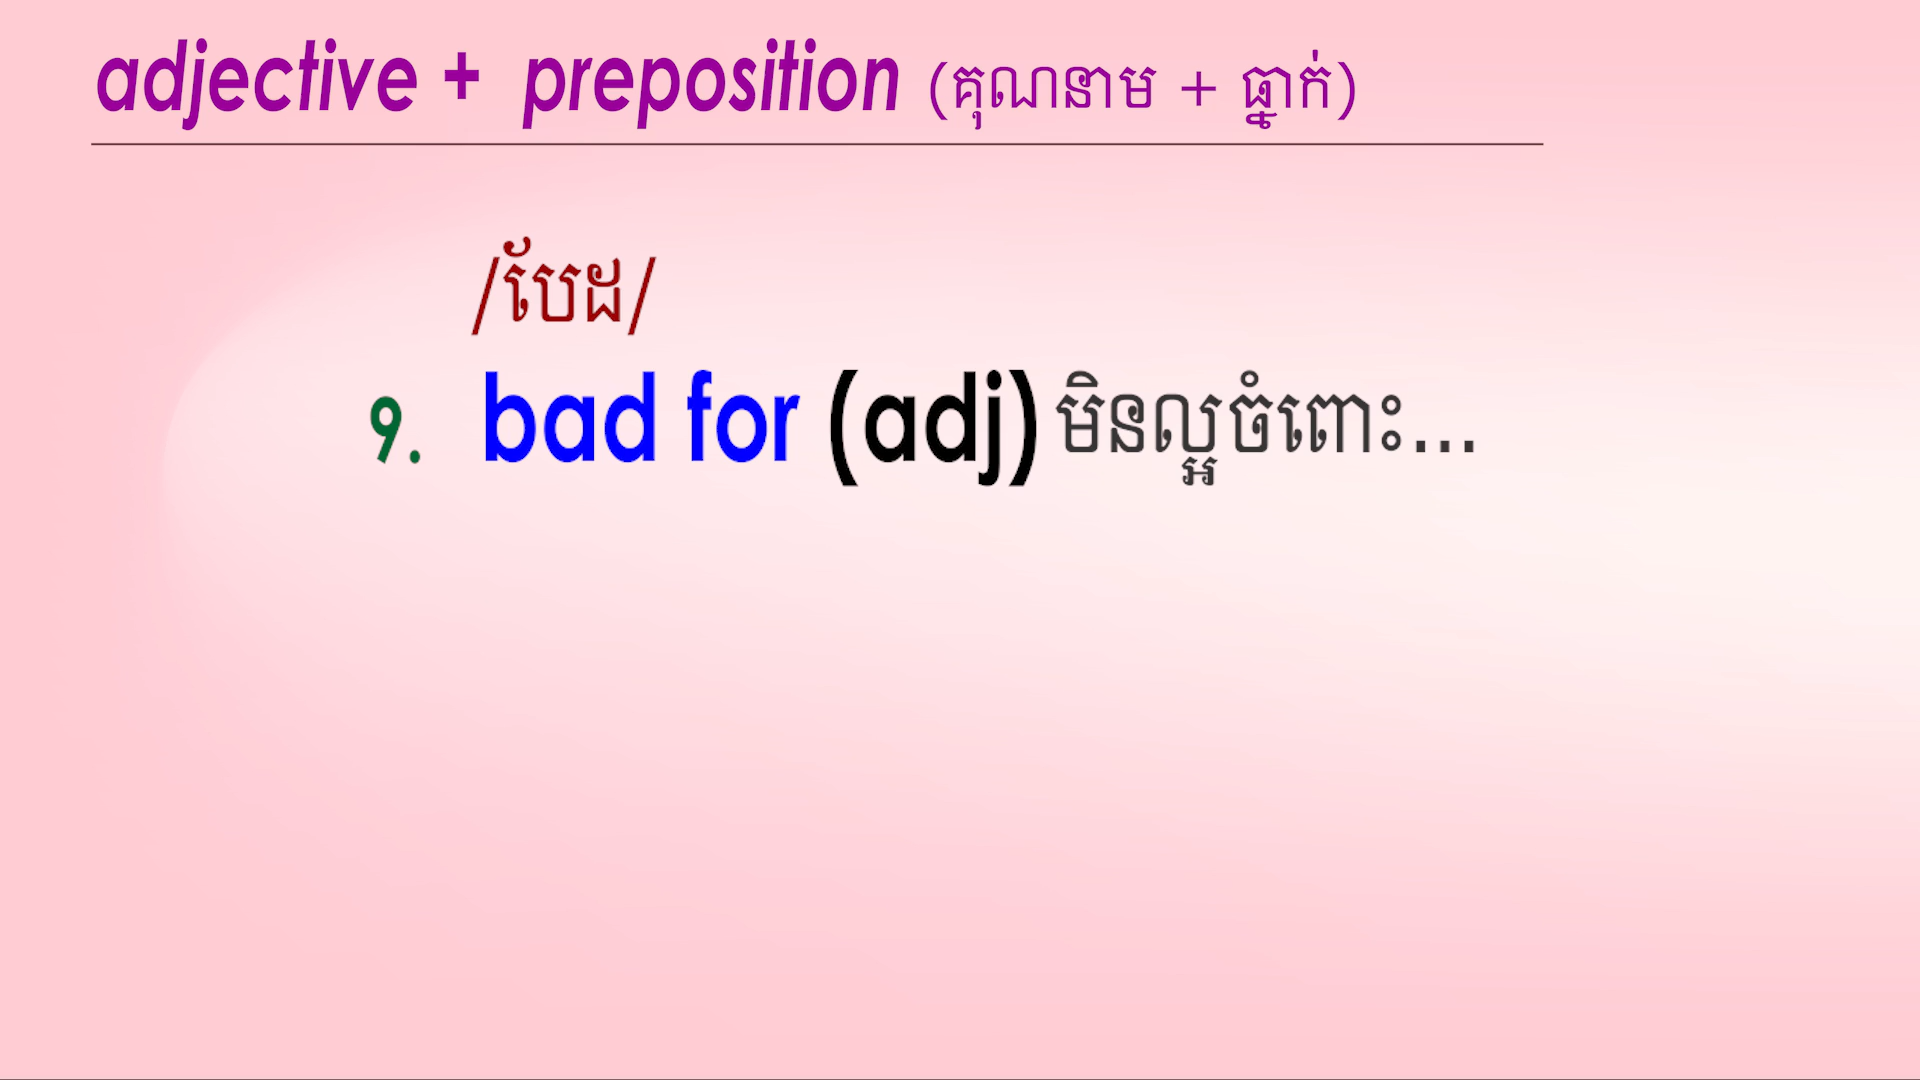 adjective + preposition (គុណនាម + ធ្នាក់)
/បែ៊ដ/
9. bad for (adj) មិនល្អចំពោះ...